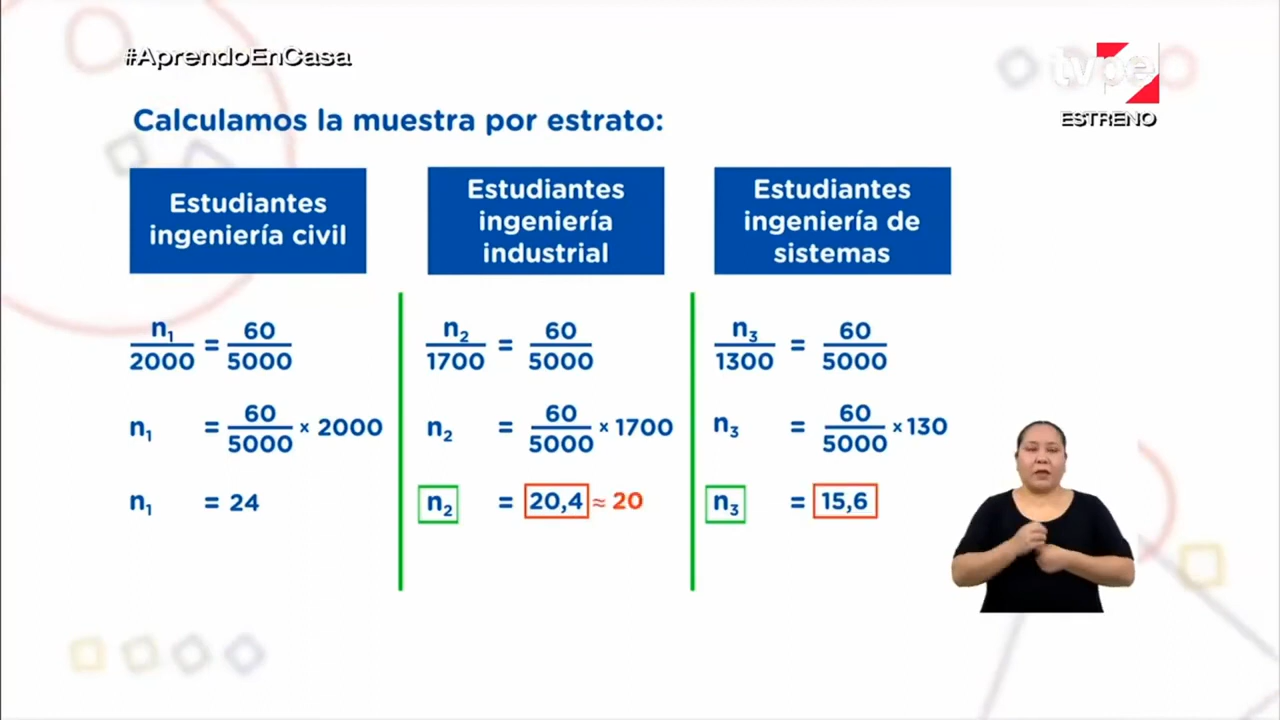 #AprendoEnCasa
tvpe
ESTRENO
Calculamos la muestra por estrato:
Estudiantes
ingeniería civil
n₁/2000 = 60/5000
n₁ = 60/5000 × 2000
n₁ = 24
Estudiantes
ingeniería
industrial
n₂/1700 = 60/5000
n₂ = 60/5000 × 1700
n₂ = 20,4 ≈ 20
Estudiantes
ingeniería de
sistemas
n₃/1300 = 60/5000
n₃ = 60/5000 × 130
n₃ = 15,6